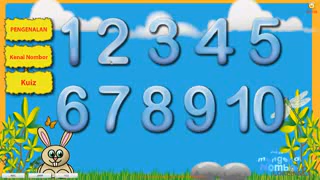 PENGENALAN
Kenal Nombor
Kuiz
1 2 3 4 5
6 7 8 9 10